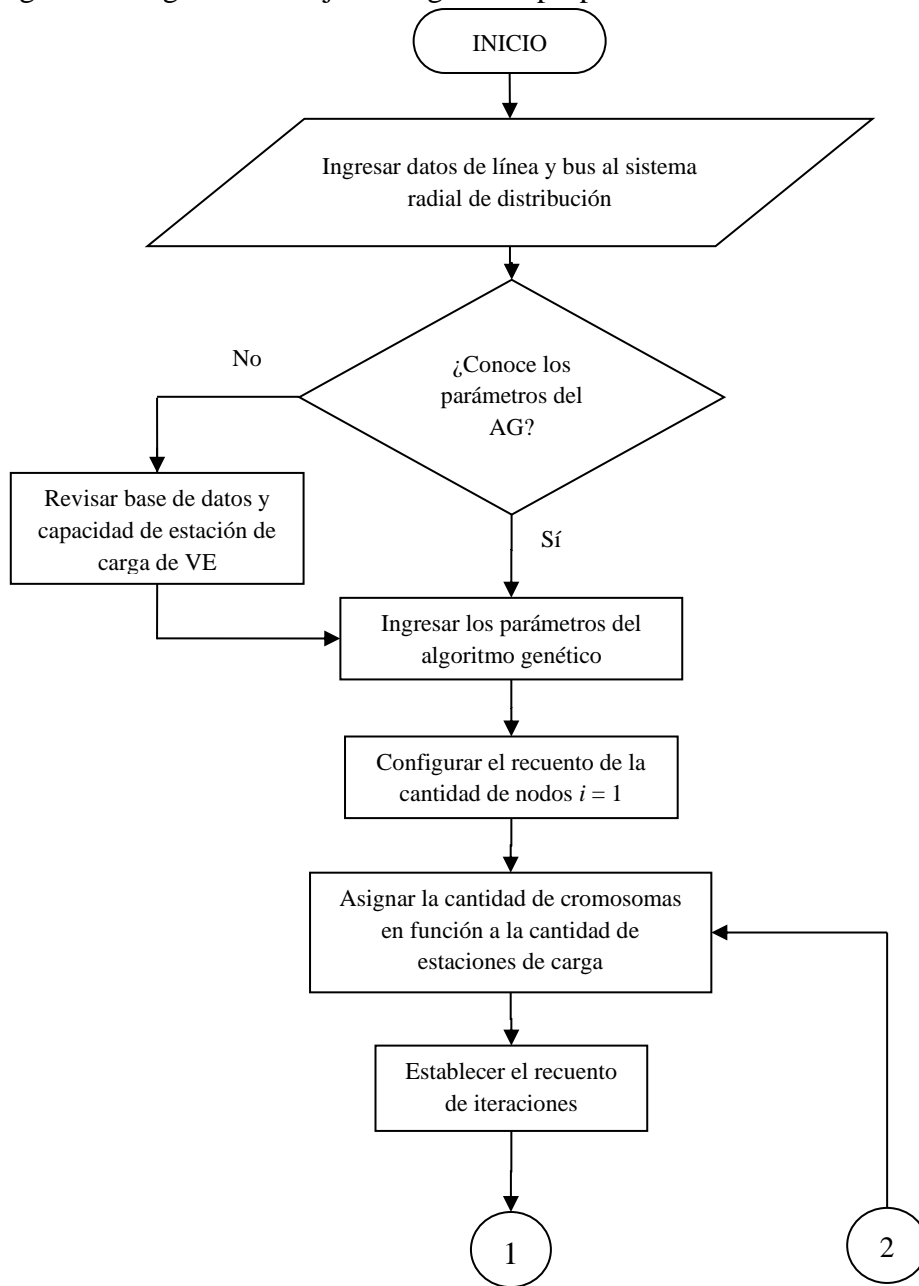 INICIO
Ingresar datos de línea y bus al sistema
radial de distribución
¿Conoce los
parámetros del
AG?
No
Sí
Revisar base de datos y
capacidad de estación de
carga de VE
Ingresar los parámetros del
algoritmo genético
Configurar el recuento de la
cantidad de nodos i = 1
Asignar la cantidad de cromosomas
en función a la cantidad de
estaciones de carga
Establecer el recuento
de iteraciones
1
2